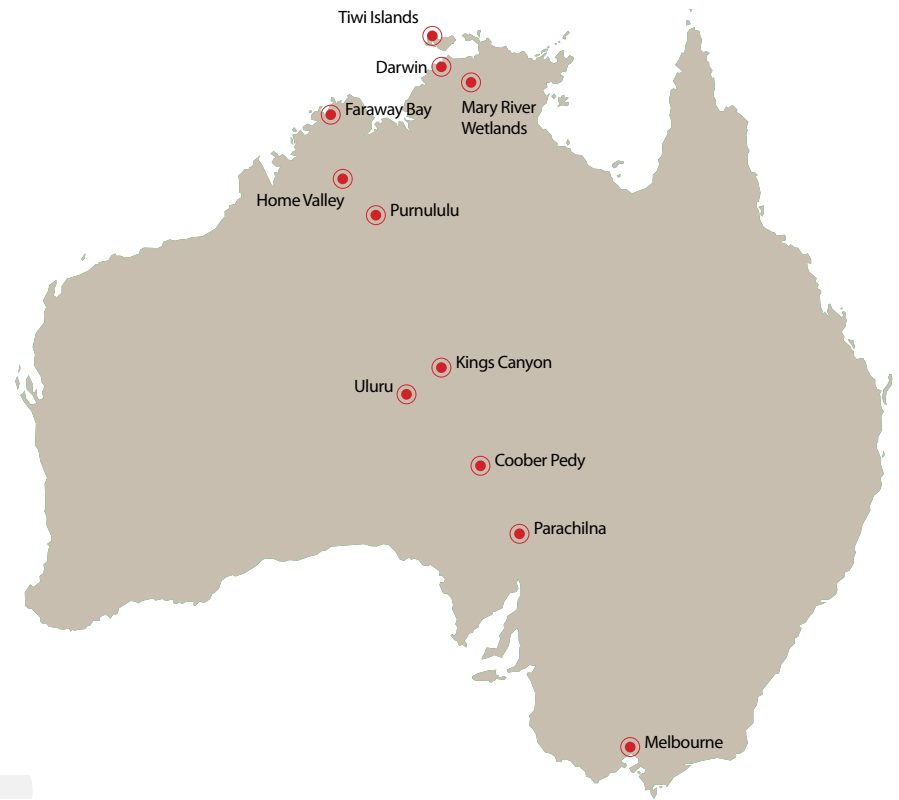 Tiwi Islands
Darwin
Mary River
Wetlands
Faraway Bay
Home Valley
Purnululu
Kings Canyon
Uluru
Coober Pedy
Parachilna
Melbourne